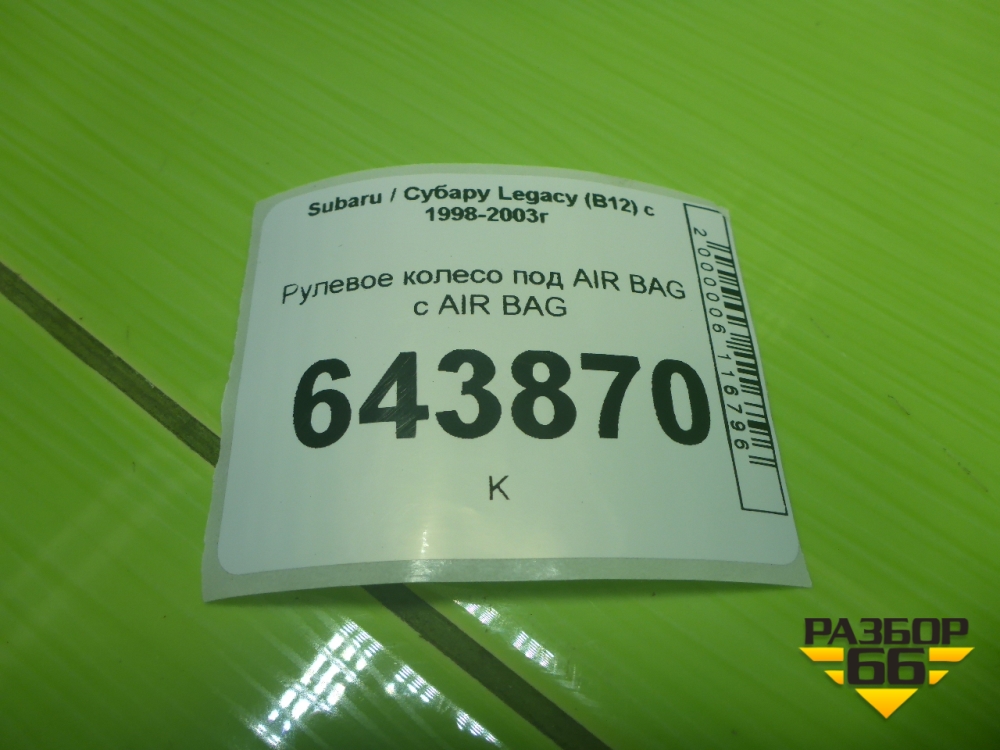 Subaru / Субару Legacy (B12) с
1998-2003г
Рулевое колесо под AIR BAG
с AIR BAG
643870
К
2000006116796
РАЗБОР
66